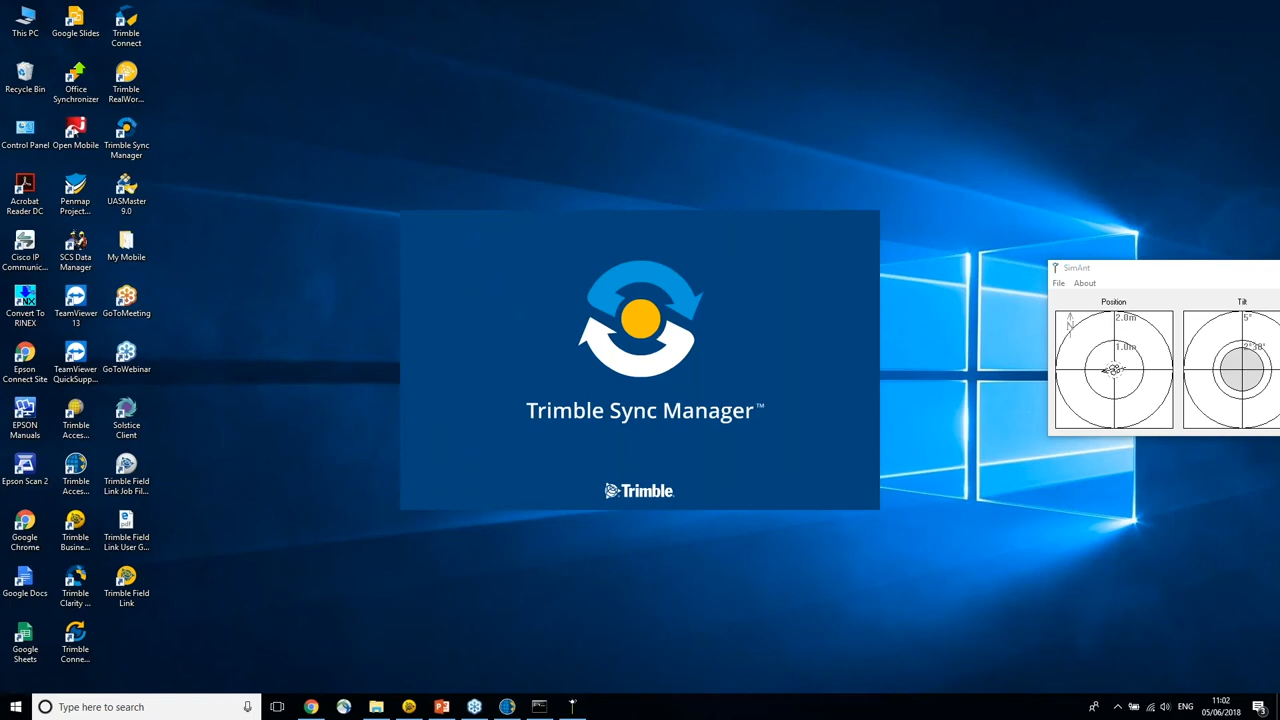 This PC
Google Slides
Trimble
Connect
Recycle Bin
Office
Synchronizer
Trimble
RealWor...
Control Panel
Open Mobile
Trimble Sync
Manager
Acrobat
Reader DC
Penmap
Project...
UASMaster
9.0
Cisco IP
Communic...
SCS Data
Manager
My Mobile
Convert To
RINEX
TeamViewer
13
GoToMeeting
Epson
Connect Site
TeamViewer
QuickSupp...
GoToWebinar
EPSON
Manuals
Trimble
Acces...
Solstice
Client
Epson Scan 2
Trimble
Acces...
Trimble Field
Link Job Fil...
Google
Chrome
Trimble
Busine...
Trimble Field
Link User G...
Google Docs
Trimble
Clarity ...
Trimble Field
Link
Google
Sheets
Trimble
Conne...
Trimble Sync Manager™
Trimble.
SimAnt
File About
Position
Tilt
2.0m
1.0m
N
5°
2°30'
Type here to search
ENG
11:02
05/06/2018
3